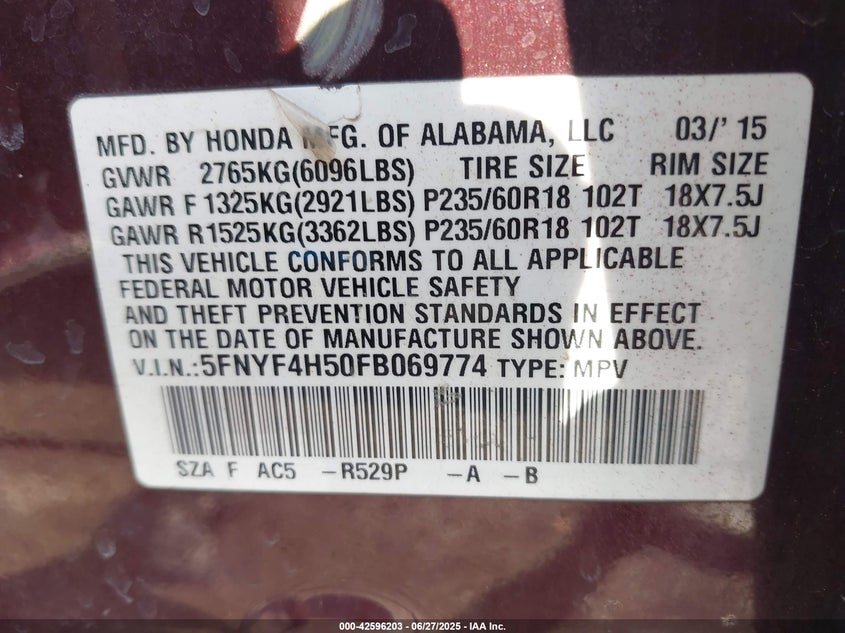 MFD. BY HONDA MFG. OF ALABAMA, LLC 03/' 15
GVWR 2765KG(6096LBS) TIRE SIZE RIM SIZE
GAWR F 1325KG(2921LBS) P235/60R18 102T 18X7.5J
GAWR R1525KG(3362LBS) P235/60R18 102T 18X7.5J
THIS VEHICLE CONFORMS TO ALL APPLICABLE
FEDERAL MOTOR VEHICLE SAFETY
AND THEFT PREVENTION STANDARDS IN EFFECT
ON THE DATE OF MANUFACTURE SHOWN ABOVE.
V.I.N.:5FNYF4H50FB069774 TYPE: MPV
SZA F AC5 -R529P -A -B
000-42596203 - 06/27/2025 - IAA Inc.